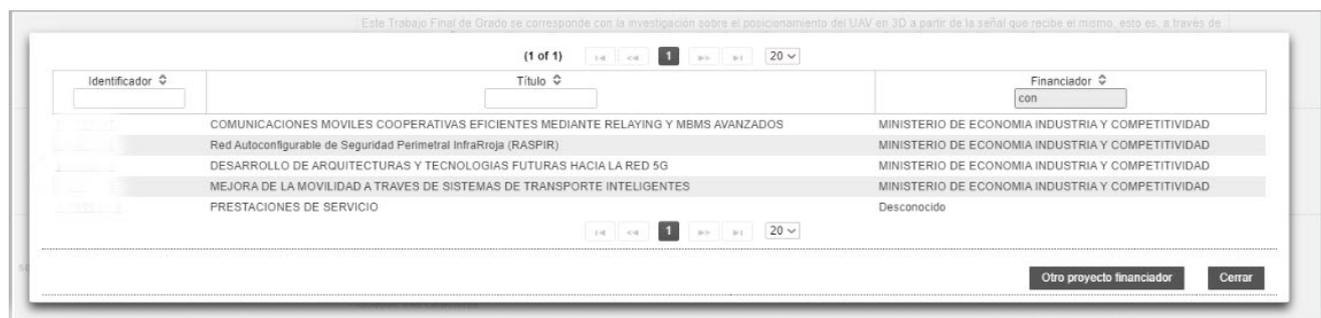 Este Trabajo Final de Grado se corresponde con la investigación sobre el posicionamiento del UAV en 3D a partir de la señal que recibe el mismo, esto es, a través de
(1 of 1) 1 20
Identificador Título Financiador
con
COMUNICACIONES MOVILES COOPERATIVAS EFICIENTES MEDIANTE RELAYING Y MBMS AVANZADOS MINISTERIO DE ECONOMIA INDUSTRIA Y COMPETITIVIDAD
Red Autoconfigurable de Seguridad Perimetral InfraRroja (RASPIR) MINISTERIO DE ECONOMIA INDUSTRIA Y COMPETITIVIDAD
DESARROLLO DE ARQUITECTURAS Y TECNOLOGIAS FUTURAS HACIA LA RED 5G MINISTERIO DE ECONOMIA INDUSTRIA Y COMPETITIVIDAD
MEJORA DE LA MOVILIDAD A TRAVES DE SISTEMAS DE TRANSPORTE INTELIGENTES MINISTERIO DE ECONOMIA INDUSTRIA Y COMPETITIVIDAD
PRESTACIONES DE SERVICIO Desconocido
1 20
Otro proyecto financiador Cerrar